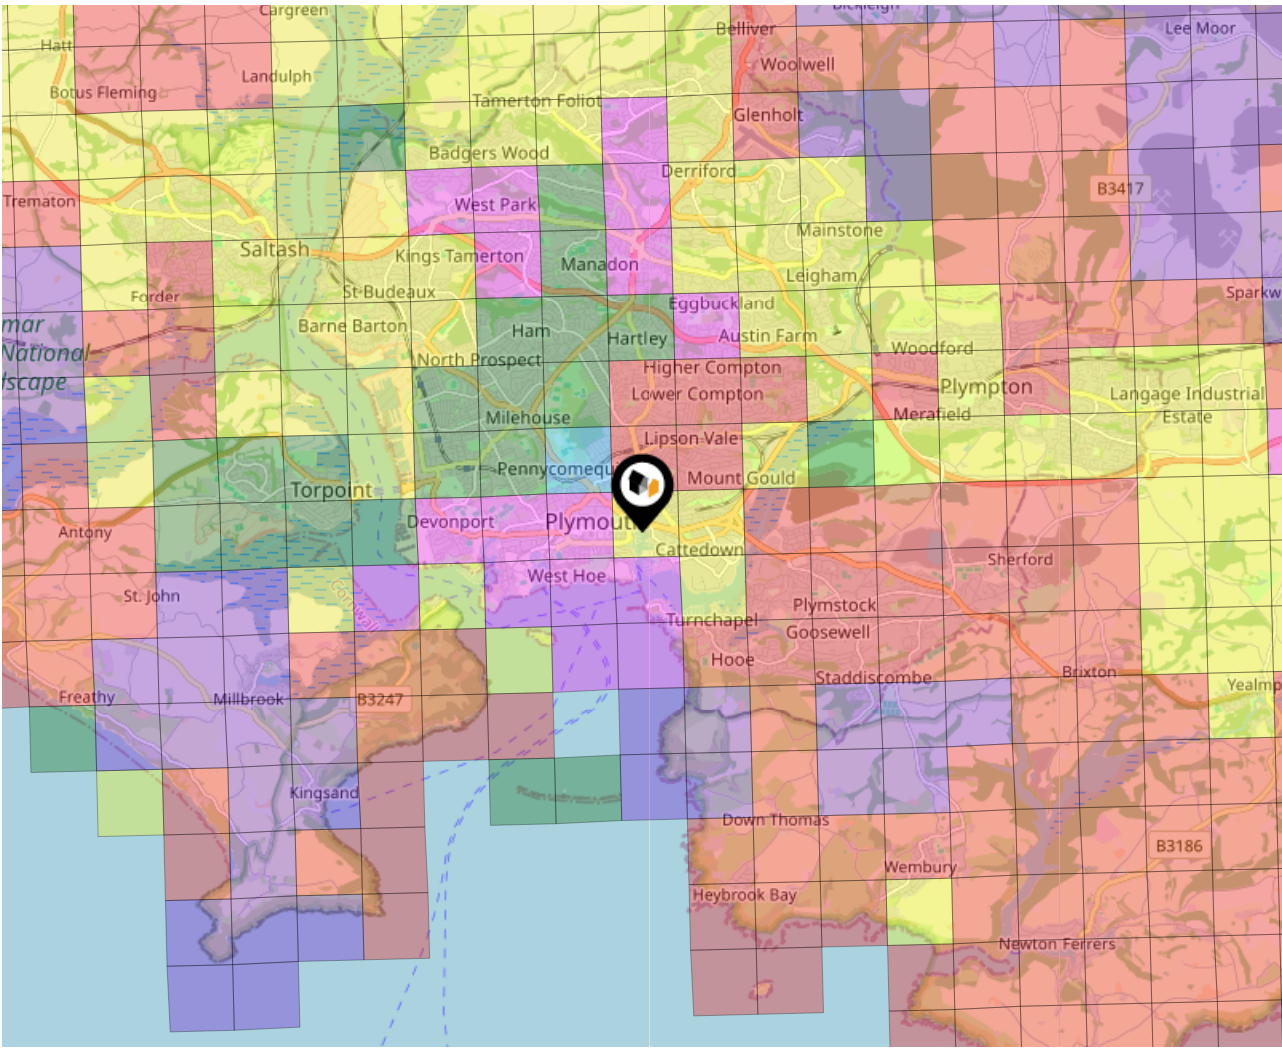 Cargreen
Bickleigh
Belliver
Lee Moor
Hatt
Woolwell
Landulph
Botus Fleming
Tamerton Foliot
Glenholt
Badgers Wood
Derriford
B3417
Trematon
West Park
Mainstone
Saltash
Kings Tamerton
Manadon
Leigham
St Budeaux
Forder
Eggbuckland
Sparkw
mar
National
lscape
Barne Barton
Ham
Hartley
Austin Farm
Woodford
North Prospect
Higher Compton
Plympton
Lower Compton
Langage Industrial
Estate
Milehouse
Merafield
Lipson Vale
Pennycomequ
Mount Gould
Torpoint
Devonport
Plymout
Antony
Cattedown
Sherford
West Hoe
St. John
Cornwall
Plymstock
Turnchapel
Goosewell
Hooe
Staddiscombe
Brixton
Yealmp
Freathy
Millbrook
B3247
Kingsand
Down Thomas
B3186
Wembury
Heybrook Bay
Newton Ferrers